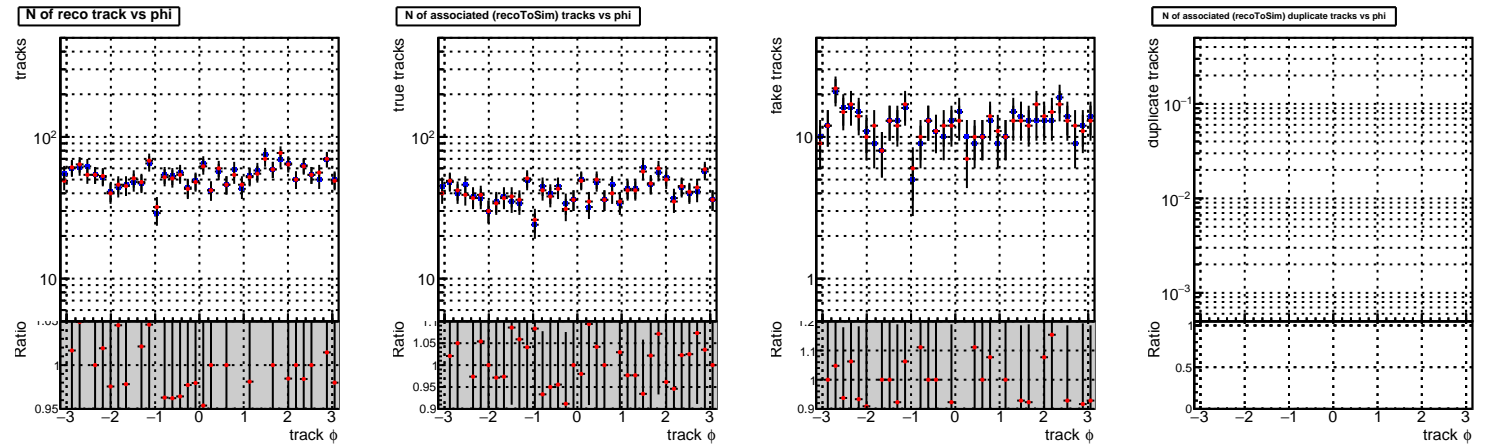 N of reco track vs phi
tracks
10²
10
Ratio
1.05
1
0.95
−3 −2 −1 0 1 2 3
track ϕ
N of associated (recoToSim) tracks vs phi
true tracks
10²
10
Ratio
1.1
1.05
1
0.95
0.9
−3 −2 −1 0 1 2 3
track ϕ
fake tracks
10
1
Ratio
1.2
1.1
1
0.9
−3 −2 −1 0 1 2 3
track ϕ
N of associated (recoToSim) duplicate tracks vs phi
duplicate tracks
10⁻¹
10⁻²
10⁻³
Ratio
1
0.5
0
−3 −2 −1 0 1 2 3
track ϕ